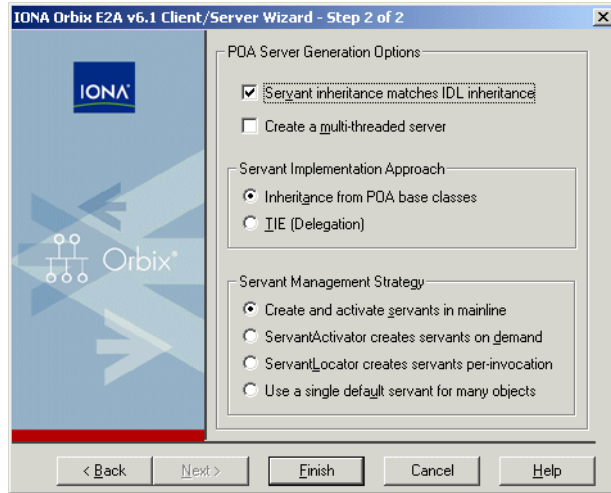 IONA Orbix E2A v6.1 Client/Server Wizard - Step 2 of 2
IONA
Orbix
POA Server Generation Options
Servant inheritance matches IDL inheritance
Create a multi-threaded server
Servant Implementation Approach
Inheritance from POA base classes
TIE (Delegation)
Servant Management Strategy
Create and activate servants in mainline
ServantActivator creates servants on demand
ServantLocator creates servants per-invocation
Use a single default servant for many objects
< Back
Next >
Finish
Cancel
Help